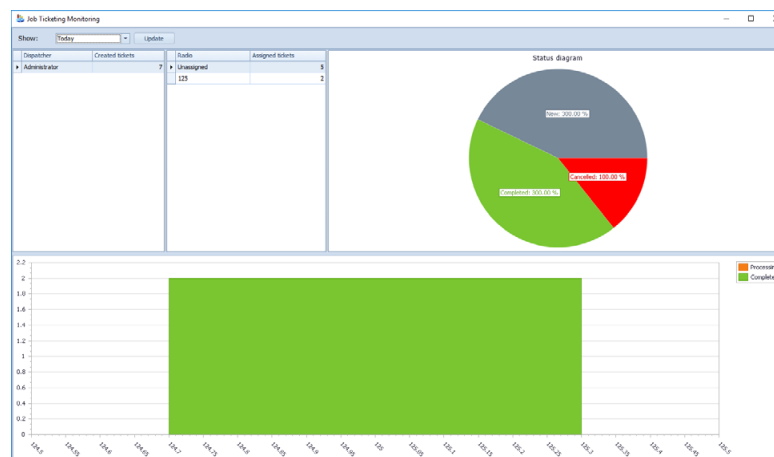 Job Ticketing Monitoring
Show: Today Update
Dispatcher Created tickets
Administrator 7
Radio Assigned tickets
Unassigned 5
125 2
Status diagram
New: 300.00 %
Cancelled: 100.00 %
Completed: 300.00 %
Processin
Complete
2.2
2
1.8
1.6
1.4
1.2
1
0.8
0.6
0.4
0.2
0
124.5 124.55 124.6 124.65 124.7 124.75 124.8 124.85 124.9 124.95 125 125.05 125.1 125.15 125.2 125.25 125.3 125.35 125.4 125.45 125.5